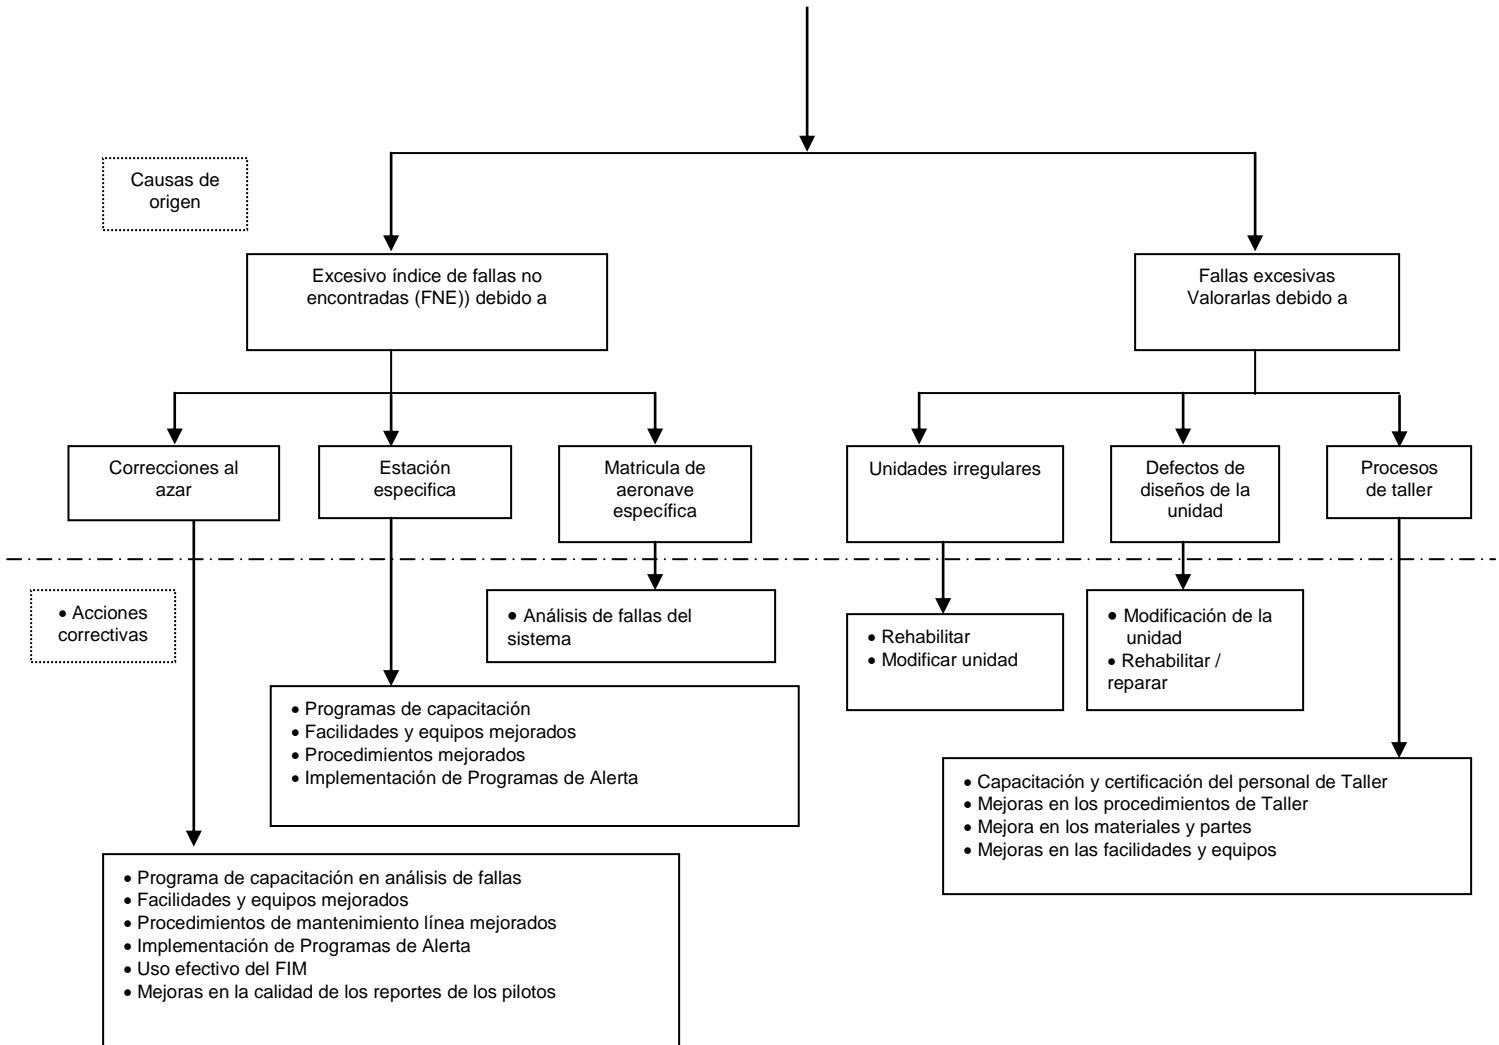 Causas de
origen
Excesivo índice de fallas no
encontradas (FNE)) debido a
Fallas excesivas
Valorarlas debido a
Correcciones al
azar
Estación
especifica
Matricula de
aeronave
específica
Unidades irregulares
Defectos de
diseños de la
unidad
Procesos
de taller
• Acciones
correctivas
• Análisis de fallas del
sistema
• Rehabilitar
• Modificar unidad
• Modificación de la
unidad
• Rehabilitar /
reparar
• Programas de capacitación
• Facilidades y equipos mejorados
• Procedimientos mejorados
• Implementación de Programas de Alerta
• Capacitación y certificación del personal de Taller
• Mejoras en los procedimientos de Taller
• Mejora en los materiales y partes
• Mejoras en las facilidades y equipos
• Programa de capacitación en análisis de fallas
• Facilidades y equipos mejorados
• Procedimientos de mantenimiento línea mejorados
• Implementación de Programas de Alerta
• Uso efectivo del FIM
• Mejoras en la calidad de los reportes de los pilotos